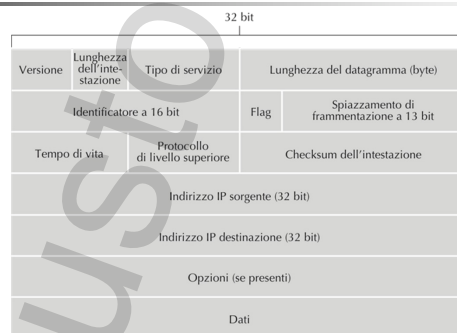 32 bit
Versione
Lunghezza
dell'inte-
stazione
Tipo di servizio
Lunghezza del datagramma (byte)
Identificatore a 16 bit
Flag
Spiazzamento di
frammentazione a 13 bit
Tempo di vita
Protocollo
di livello superiore
Checksum dell'intestazione
Indirizzo IP sorgente (32 bit)
Indirizzo IP destinazione (32 bit)
Opzioni (se presenti)
Dati